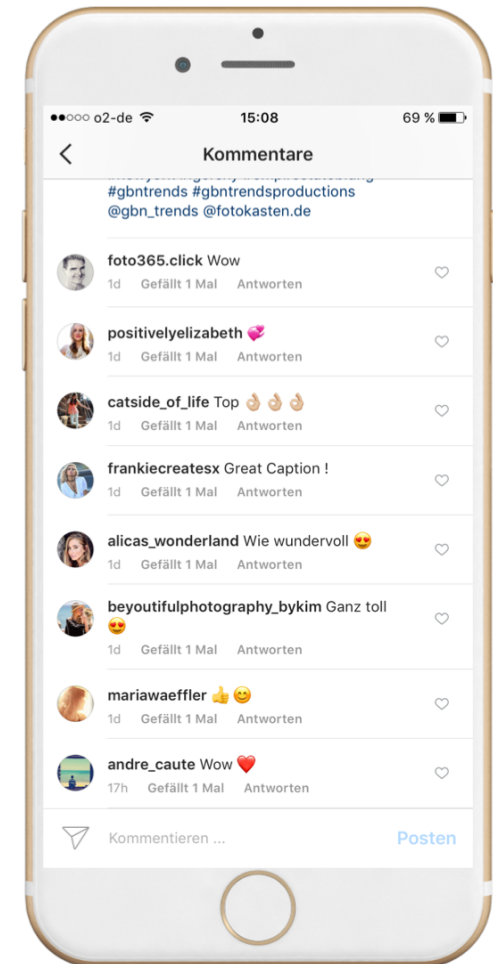 o2-de 15:08 69 %
Kommentare
#gbntrends #gbntrendsproductions
@gbn_trends @fotokasten.de
foto365.click Wow
1d Gefällt 1 Mal Antworten
positivelyelizabeth 💞
1d Gefällt 1 Mal Antworten
catside_of_life Top 👌🏼👌🏼👌🏼
1d Gefällt 1 Mal Antworten
frankiecreatesx Great Caption !
1d Gefällt 1 Mal Antworten
alicas_wonderland Wie wundervoll 😍
1d Gefällt 1 Mal Antworten
beyoutifulphotography_bykim Ganz toll
😍
1d Gefällt 1 Mal Antworten
mariawaeffler 👍😊
1d Gefällt 1 Mal Antworten
andre_caute Wow ❤️
17h Gefällt 1 Mal Antworten
Kommentieren ... Posten